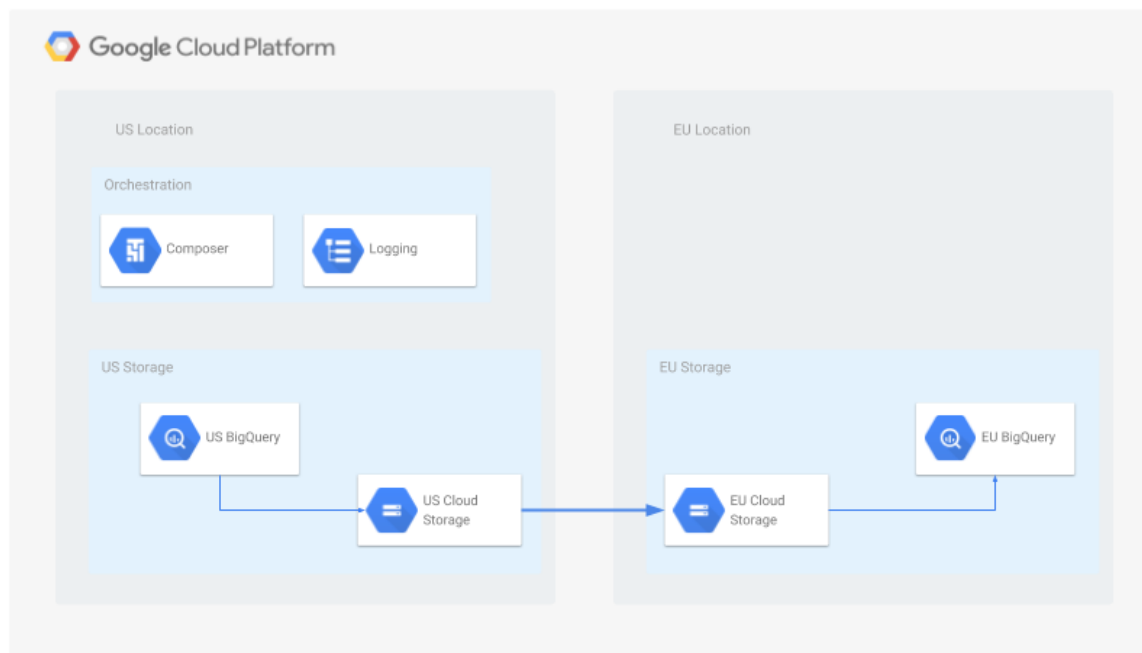 Google Cloud Platform
US Location
EU Location
Orchestration
Composer
Logging
US Storage
EU Storage
US BigQuery
EU BigQuery
US Cloud
Storage
EU Cloud
Storage